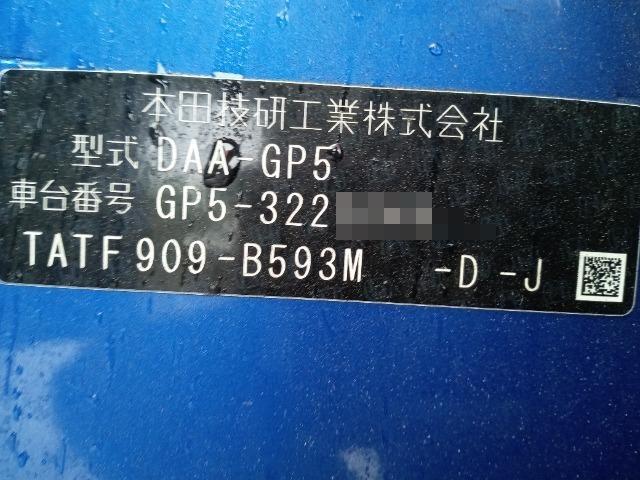 本田技研工業株式会社
型式 DAA-GP5
車台番号 GP5-322
TATF909-B593M -D -J